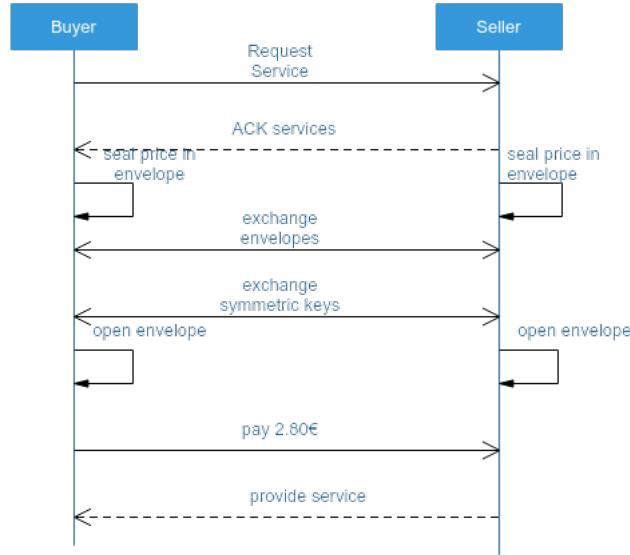 Buyer
Seller
Request
Service
ACK services
seal price in
envelope
seal price in
envelope
exchange
envelopes
exchange
symmetric keys
open envelope
open envelope
pay 2.80€
provide service